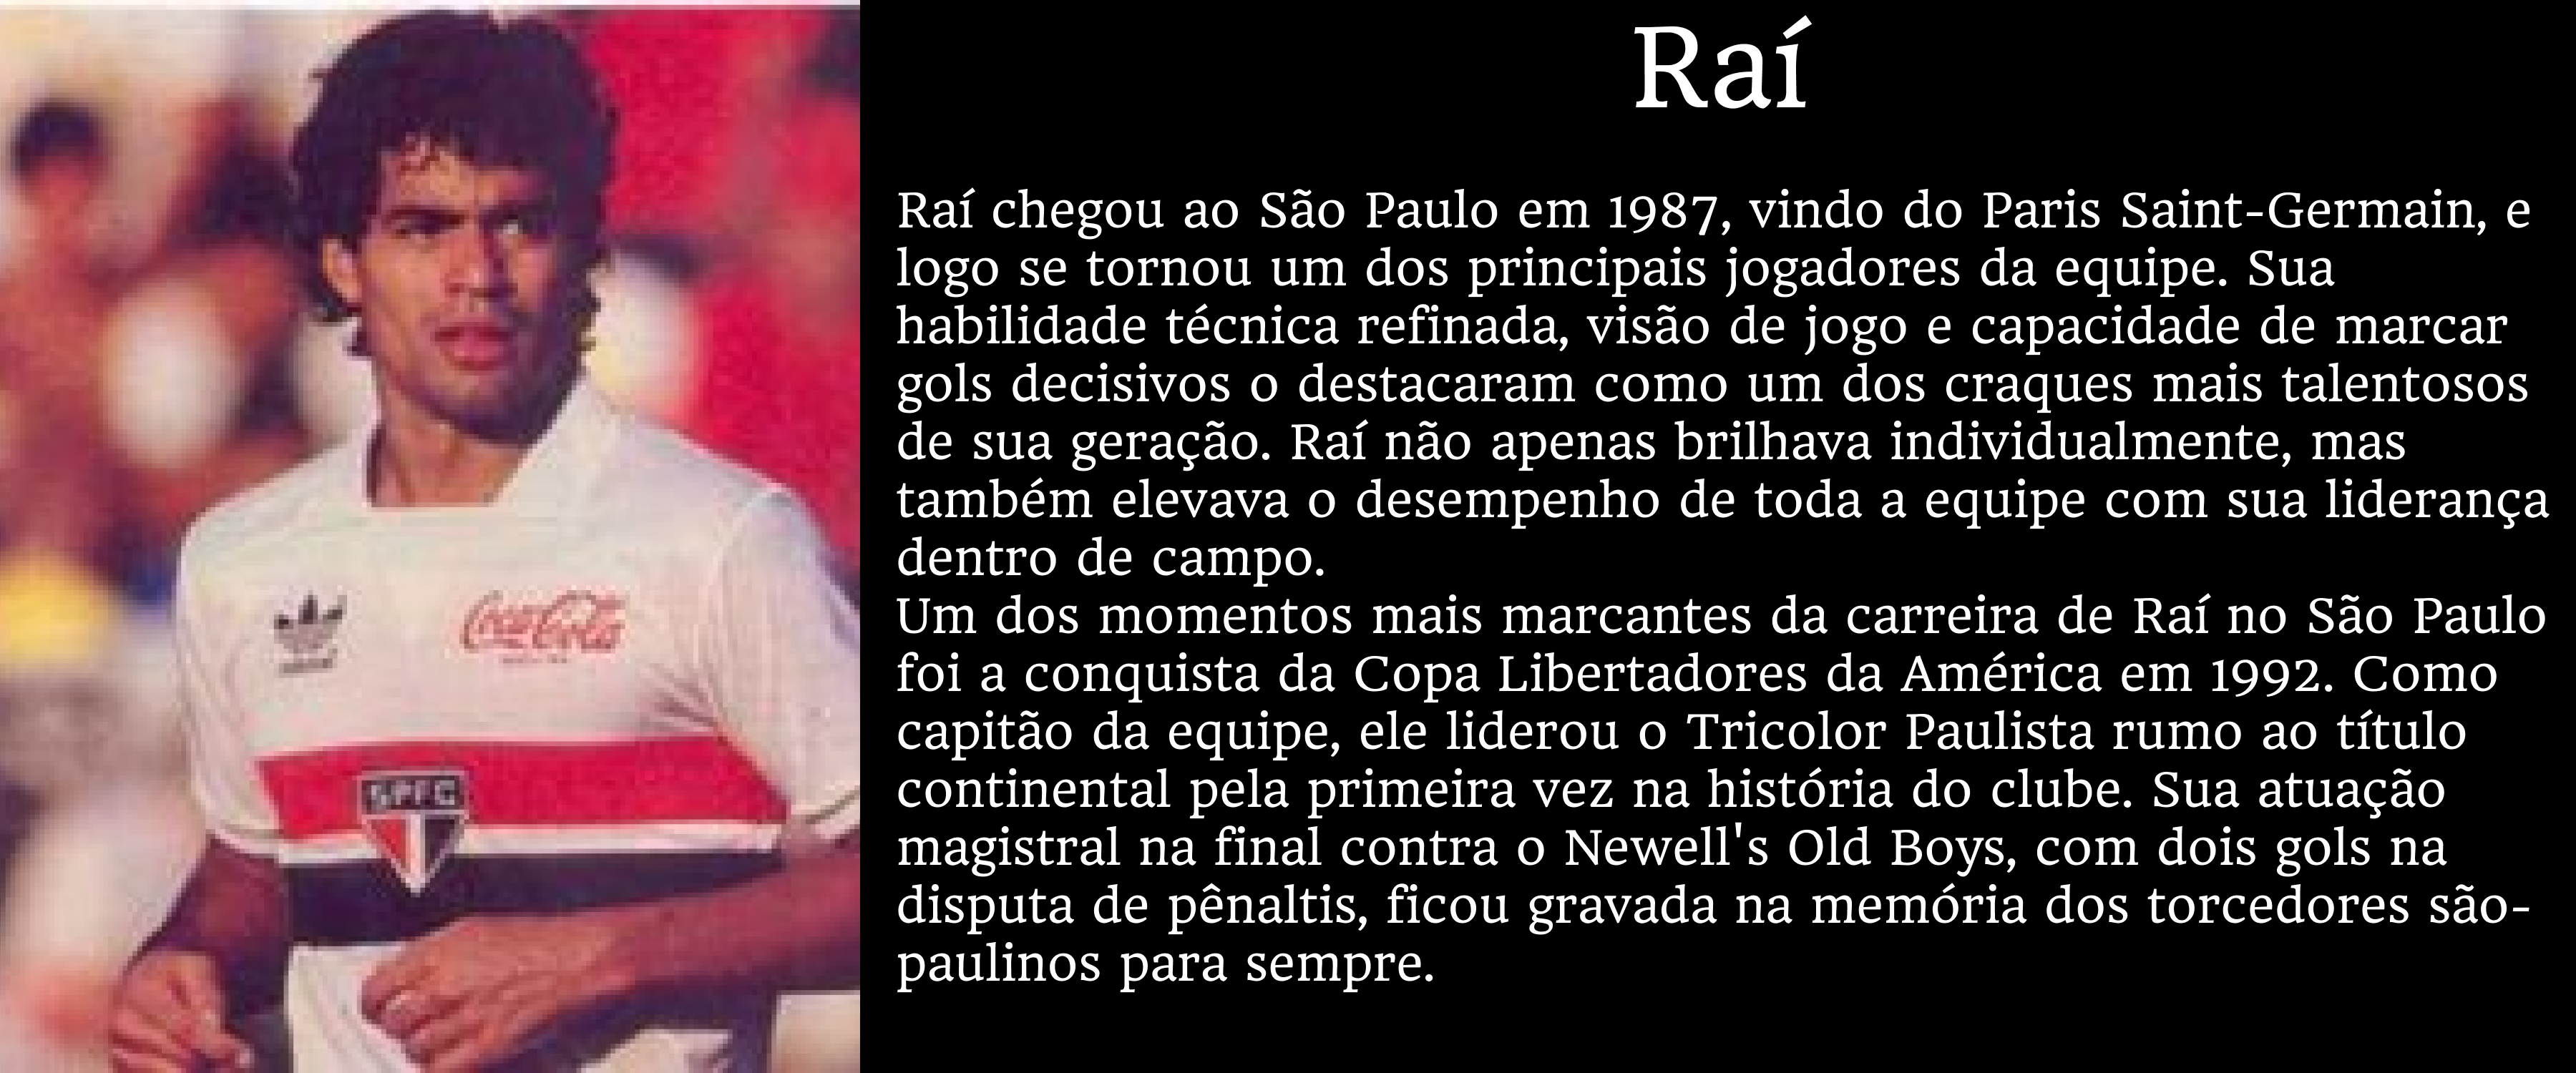 Raí
Raí chegou ao São Paulo em 1987, vindo do Paris Saint-Germain, e
logo se tornou um dos principais jogadores da equipe. Sua
habilidade técnica refinada, visão de jogo e capacidade de marcar
gols decisivos o destacaram como um dos craques mais talentosos
de sua geração. Raí não apenas brilhava individualmente, mas
também elevava o desempenho de toda a equipe com sua liderança
dentro de campo.
Um dos momentos mais marcantes da carreira de Raí no São Paulo
foi a conquista da Copa Libertadores da América em 1992. Como
capitão da equipe, ele liderou o Tricolor Paulista rumo ao título
continental pela primeira vez na história do clube. Sua atuação
magistral na final contra o Newell's Old Boys, com dois gols na
disputa de pênaltis, ficou gravada na memória dos torcedores são-
paulinos para sempre.
Coca-Cola
SPFC